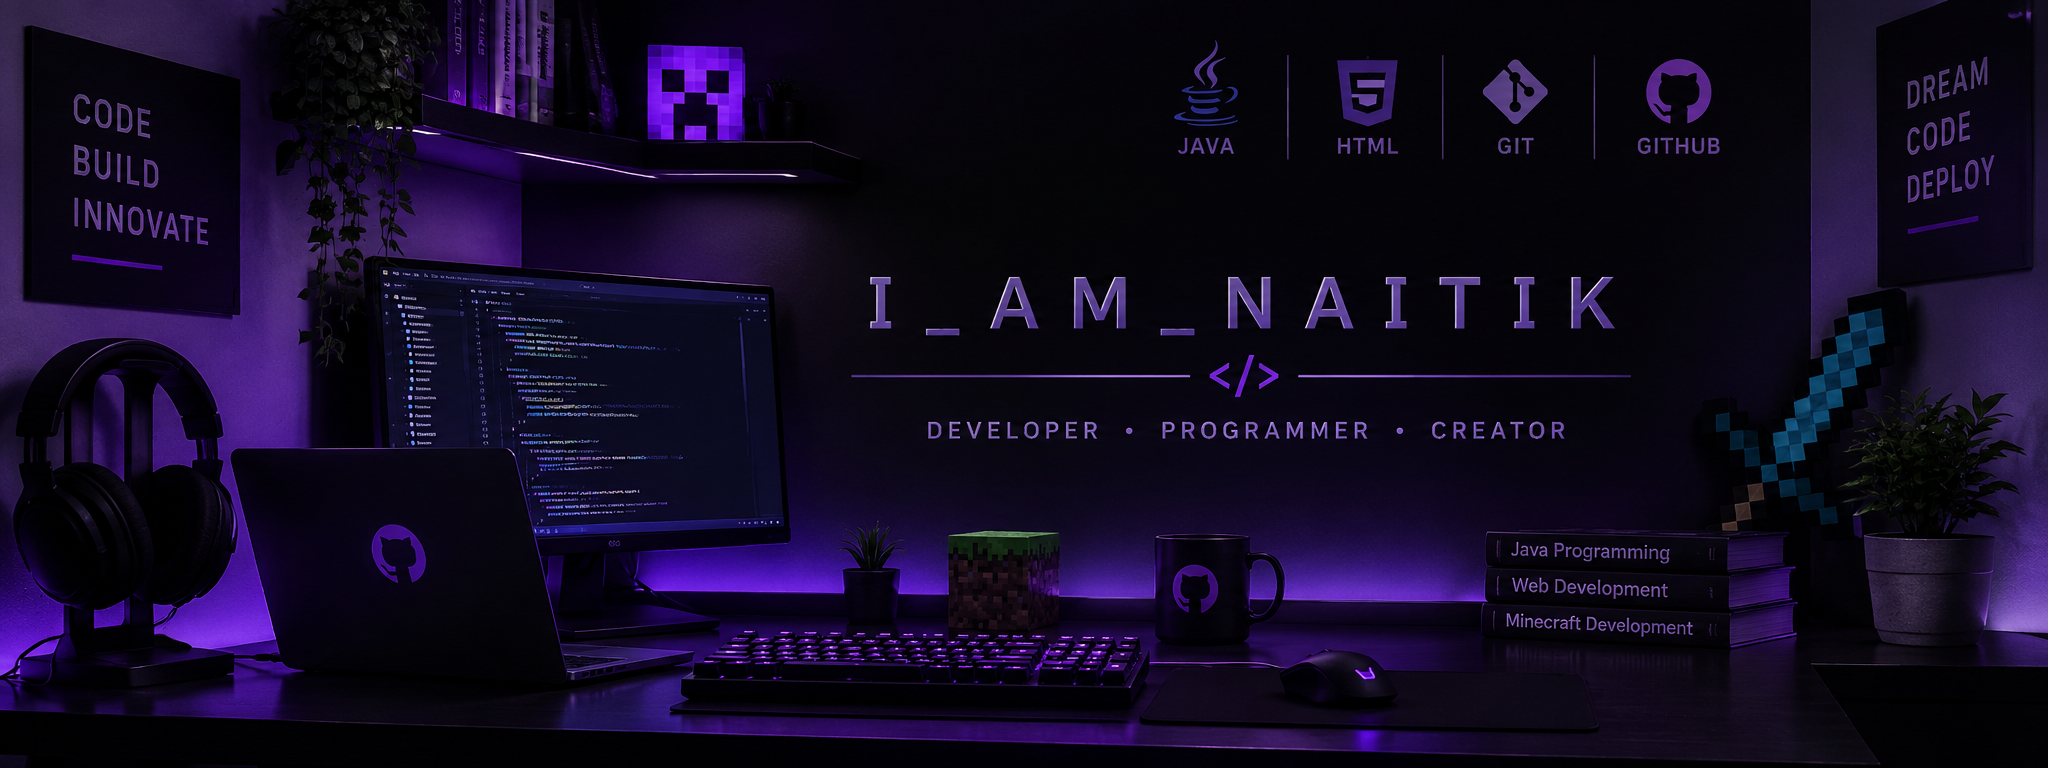 CODE
BUILD
INNOVATE
JAVA
HTML
GIT
GITHUB
DREAM
CODE
DEPLOY
I_AM_NAITIK
</>
DEVELOPER • PROGRAMMER • CREATOR
Java Programming
Web Development
Minecraft Development